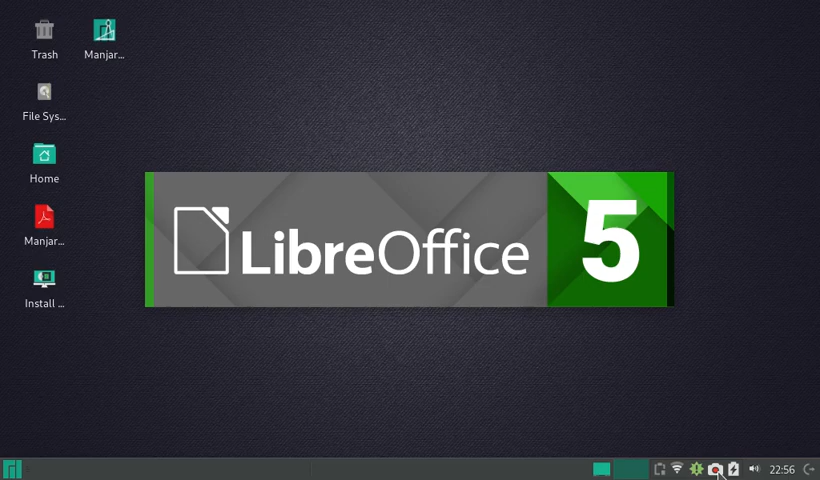 Trash
Manjar...
File Sys...
Home
Manjar...
Install ...
LibreOffice 5
22:56